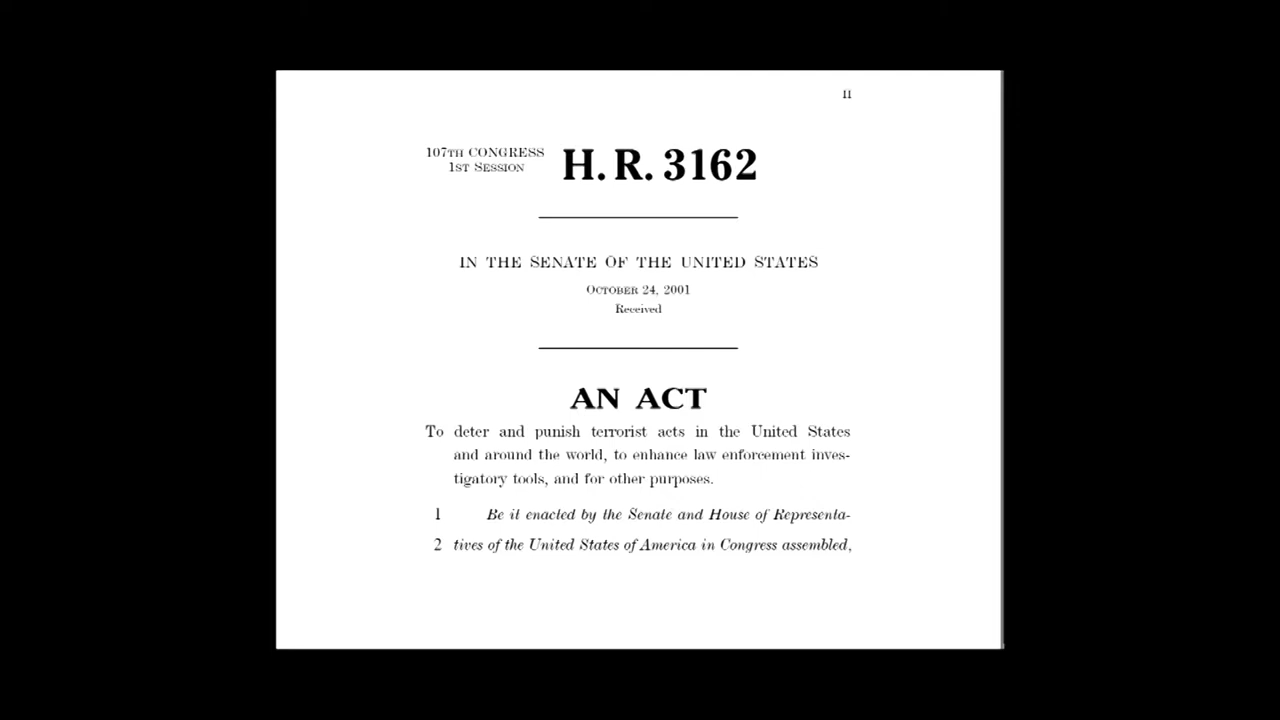 II
107TH CONGRESS
1ST SESSION
H. R. 3162
IN THE SENATE OF THE UNITED STATES
OCTOBER 24, 2001
Received
AN ACT
To deter and punish terrorist acts in the United States
and around the world, to enhance law enforcement inves-
tigatory tools, and for other purposes.
1 Be it enacted by the Senate and House of Representa-
2 tives of the United States of America in Congress assembled,